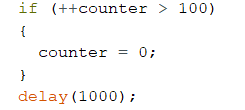 if (++counter > 100)
{
  counter = 0;
}
delay(1000);